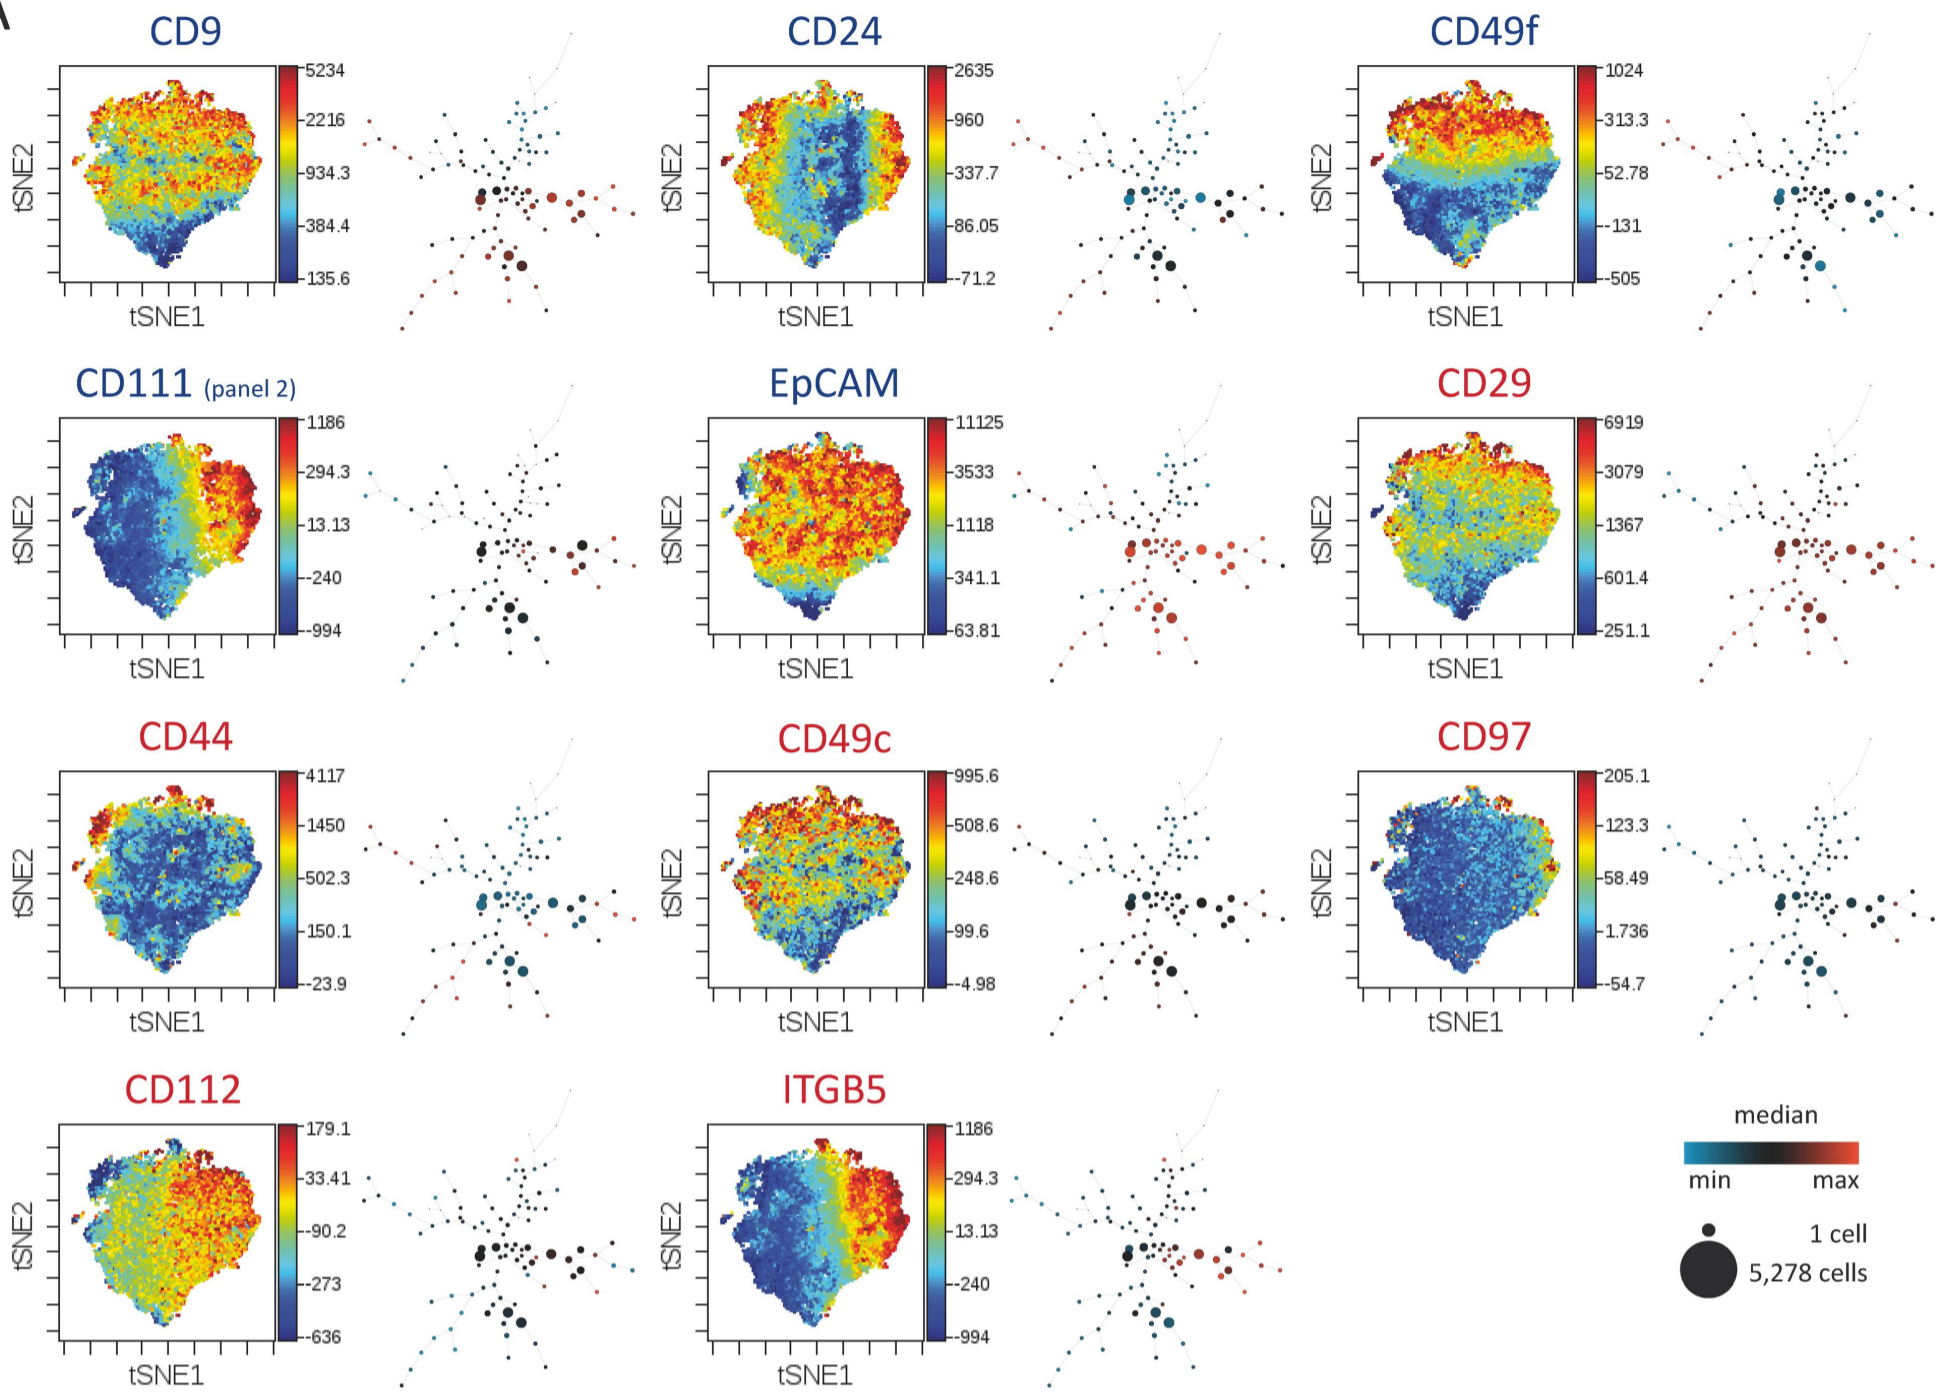 A
CD9
5234
2216
934.3
384.4
135.6
tSNE2
tSNE1
CD24
2635
960
337.7
86.05
-71.2
tSNE2
tSNE1
CD49f
1024
313.3
52.78
-131
-505
tSNE2
tSNE1
CD111 (panel 2)
1186
294.3
13.13
-240
-994
tSNE2
tSNE1
EpCAM
11125
3533
1118
341.1
63.81
tSNE2
tSNE1
CD29
6919
3079
1367
601.4
251.1
tSNE2
tSNE1
CD44
4117
1450
502.3
150.1
-23.9
tSNE2
tSNE1
CD49c
995.6
508.6
248.6
99.6
-4.98
tSNE2
tSNE1
CD97
205.1
123.3
58.49
1.736
-54.7
tSNE2
tSNE1
CD112
179.1
33.41
-90.2
-273
-636
tSNE2
tSNE1
ITGB5
1186
294.3
13.13
-240
-994
tSNE2
tSNE1
median
min max
1 cell
5,278 cells